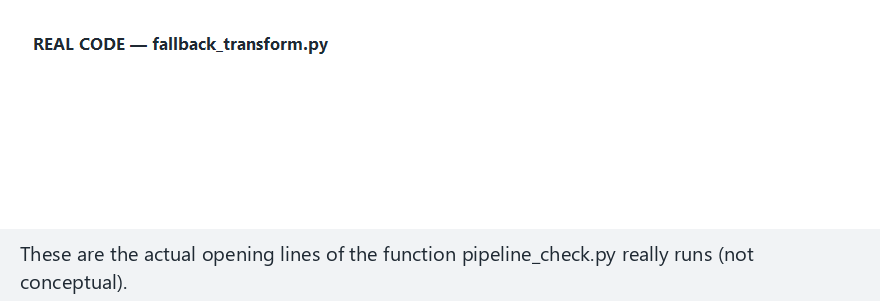 REAL CODE — fallback_transform.py
These are the actual opening lines of the function pipeline_check.py really runs (not
conceptual).